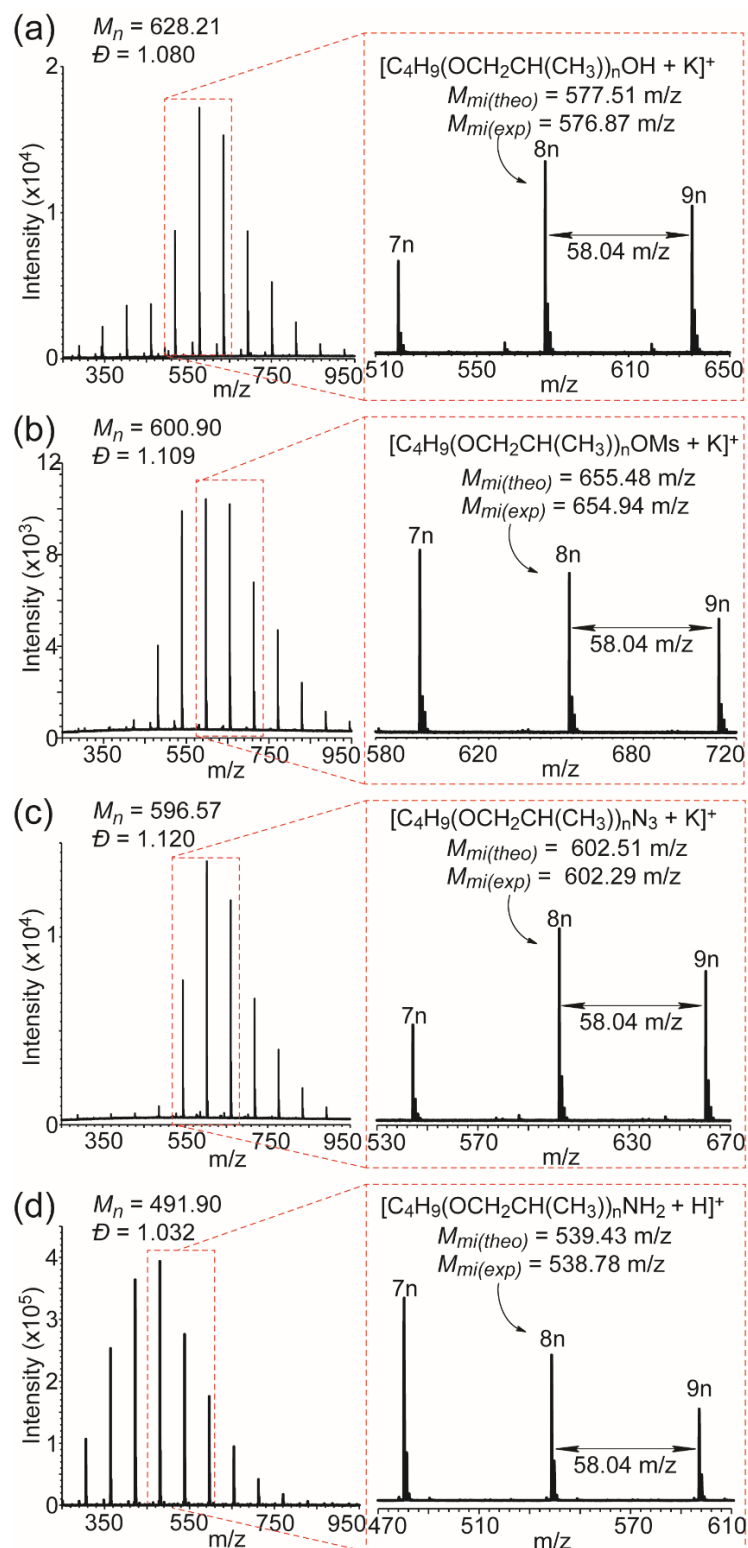 (a)
Mₙ = 628.21
Đ = 1.080
2
1
0
Intensity (x10⁴)
350
550
750
950
m/z
[C₄H₉(OCH₂CH(CH₃))ₙOH + K]⁺
Mₘᵢ(theo) = 577.51 m/z
Mₘᵢ(exp) = 576.87 m/z
7n
8n
9n
58.04 m/z
510
550
610
650
m/z
(b)
Mₙ = 600.90
Đ = 1.109
12
8
4
0
Intensity (x10³)
350
550
750
950
m/z
[C₄H₉(OCH₂CH(CH₃))ₙOMs + K]⁺
Mₘᵢ(theo) = 655.48 m/z
Mₘᵢ(exp) = 654.94 m/z
7n
8n
9n
58.04 m/z
580
620
680
720
m/z
(c)
Mₙ = 596.57
Đ = 1.120
1
0
Intensity (x10⁴)
350
550
750
950
m/z
[C₄H₉(OCH₂CH(CH₃))ₙN₃ + K]⁺
Mₘᵢ(theo) = 602.51 m/z
Mₘᵢ(exp) = 602.29 m/z
7n
8n
9n
58.04 m/z
530
570
630
670
m/z
(d)
Mₙ = 491.90
Đ = 1.032
4
3
2
1
0
Intensity (x10⁵)
350
550
750
950
m/z
[C₄H₉(OCH₂CH(CH₃))ₙNH₂ + H]⁺
Mₘᵢ(theo) = 539.43 m/z
Mₘᵢ(exp) = 538.78 m/z
7n
8n
9n
58.04 m/z
470
510
570
610
m/z